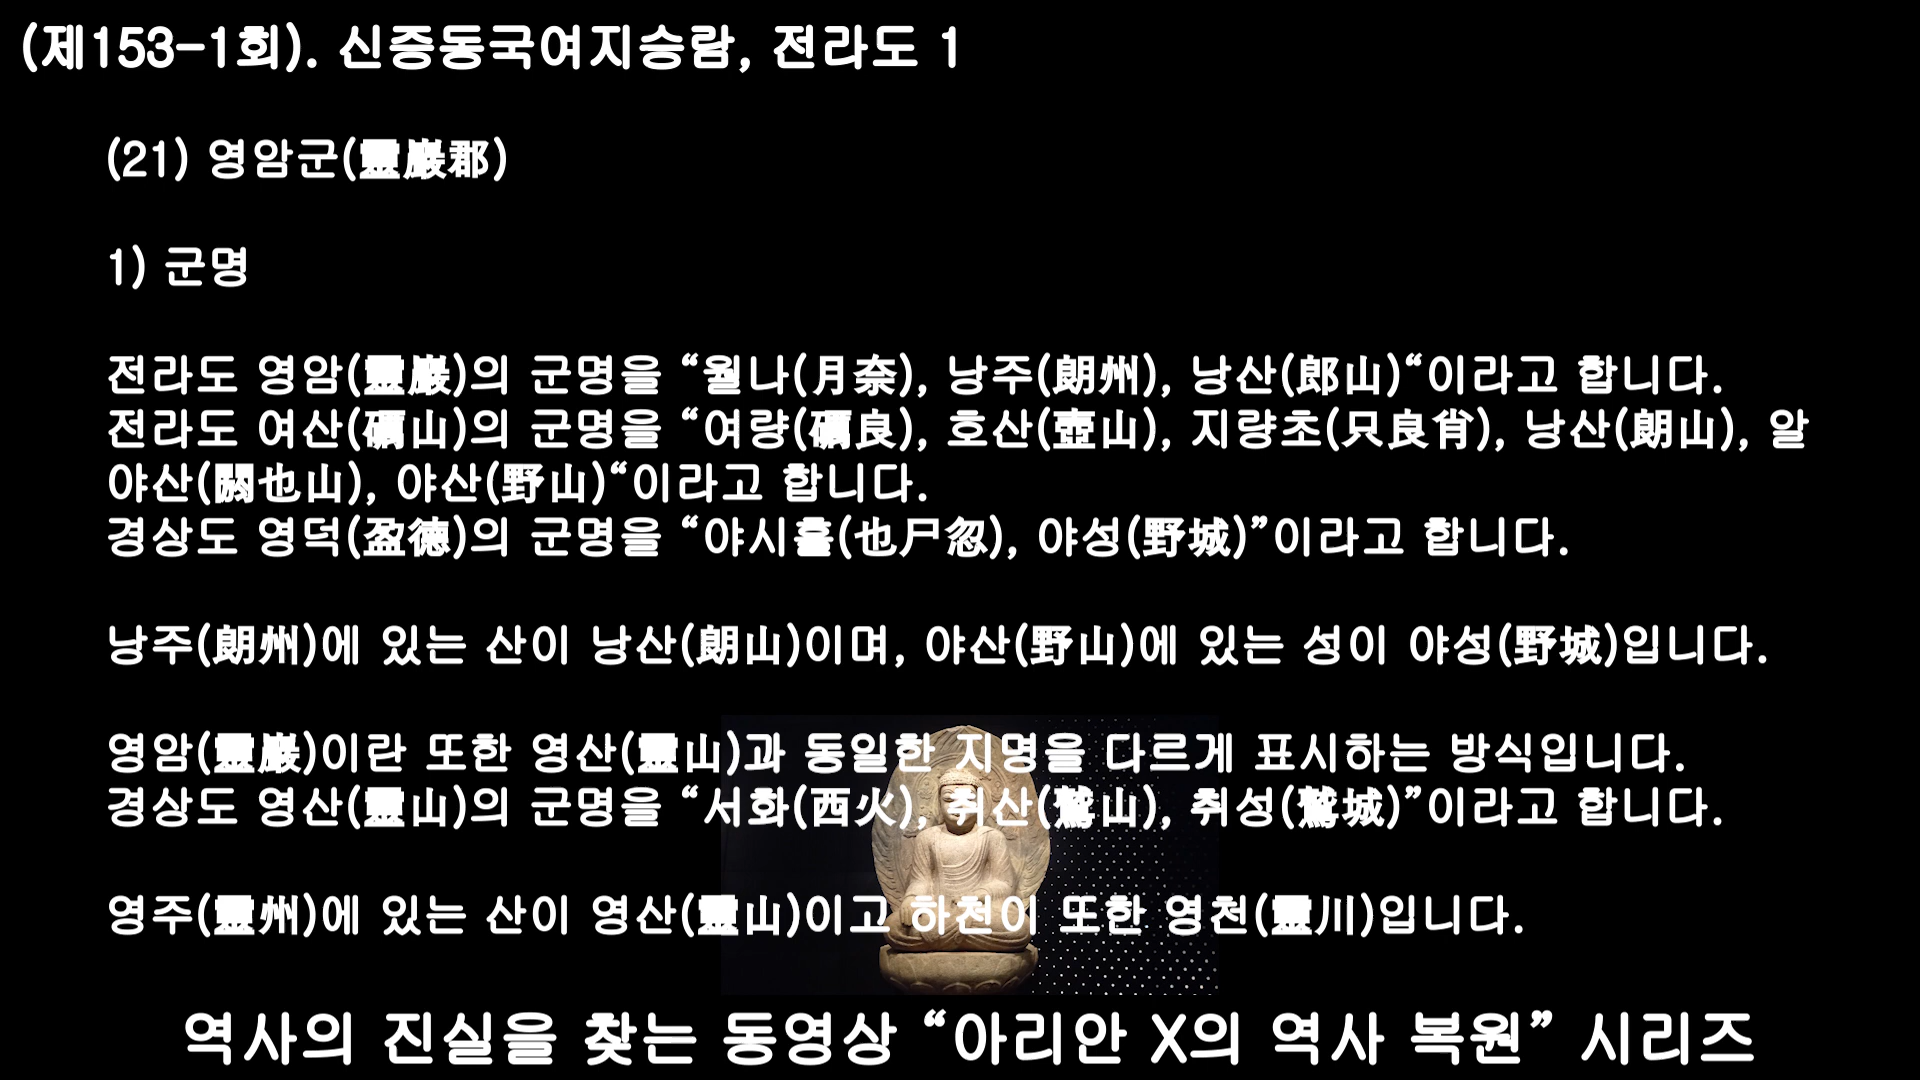 (제153-1회). 신증동국여지승람, 전라도 1
(21) 영암군(靈巖郡)
1) 군명
전라도 영암(靈巖)의 군명을 “월나(月奈), 낭주(朗州), 낭산(郎山)“이라고 합니다.
전라도 여산(礪山)의 군명을 “여량(礪良), 호산(壺山), 지량초(只良肖), 낭산(朗山), 알
야산(閼也山), 야산(野山)“이라고 합니다.
경상도 영덕(盈德)의 군명을 “야시홀(也尸忽), 야성(野城)”이라고 합니다.
낭주(朗州)에 있는 산이 낭산(朗山)이며, 야산(野山)에 있는 성이 야성(野城)입니다.
영암(靈巖)이란 또한 영산(靈山)과 동일한 지명을 다르게 표시하는 방식입니다.
경상도 영산(靈山)의 군명을 “서화(西火), 취산(鷲山), 취성(鷲城)”이라고 합니다.
영주(靈州)에 있는 산이 영산(靈山)이고 하천이 또한 영천(靈川)입니다.
역사의 진실을 찾는 동영상 “아리안 X의 역사 복원” 시리즈